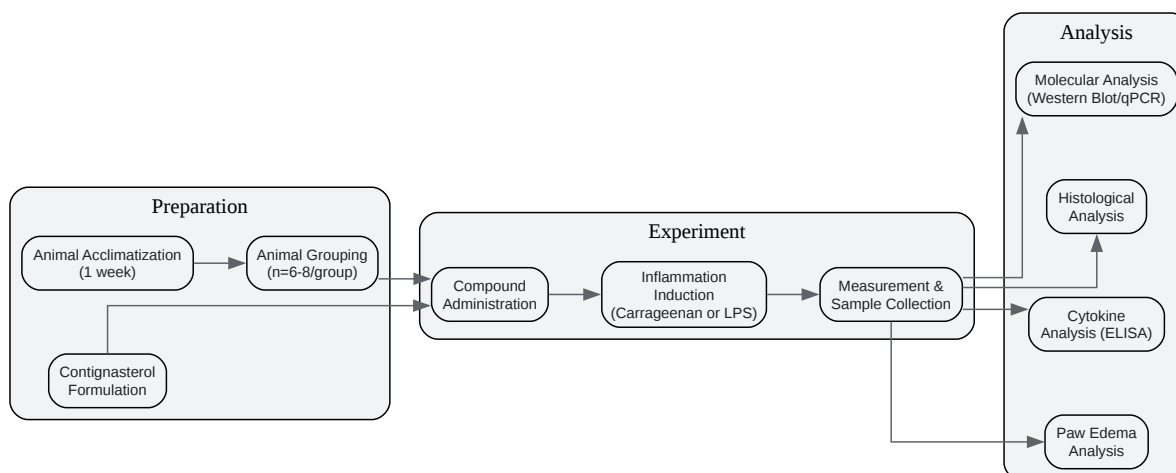 Preparation
Animal Acclimatization
(1 week)
Animal Grouping
(n=6-8/group)
Contignasterol
Formulation
Experiment
Compound
Administration
Inflammation
Induction
(Carrageenan or LPS)
Measurement &
Sample Collection
Analysis
Molecular Analysis
(Western Blot/qPCR)
Histological
Analysis
Cytokine
Analysis (ELISA)
Paw Edema
Analysis